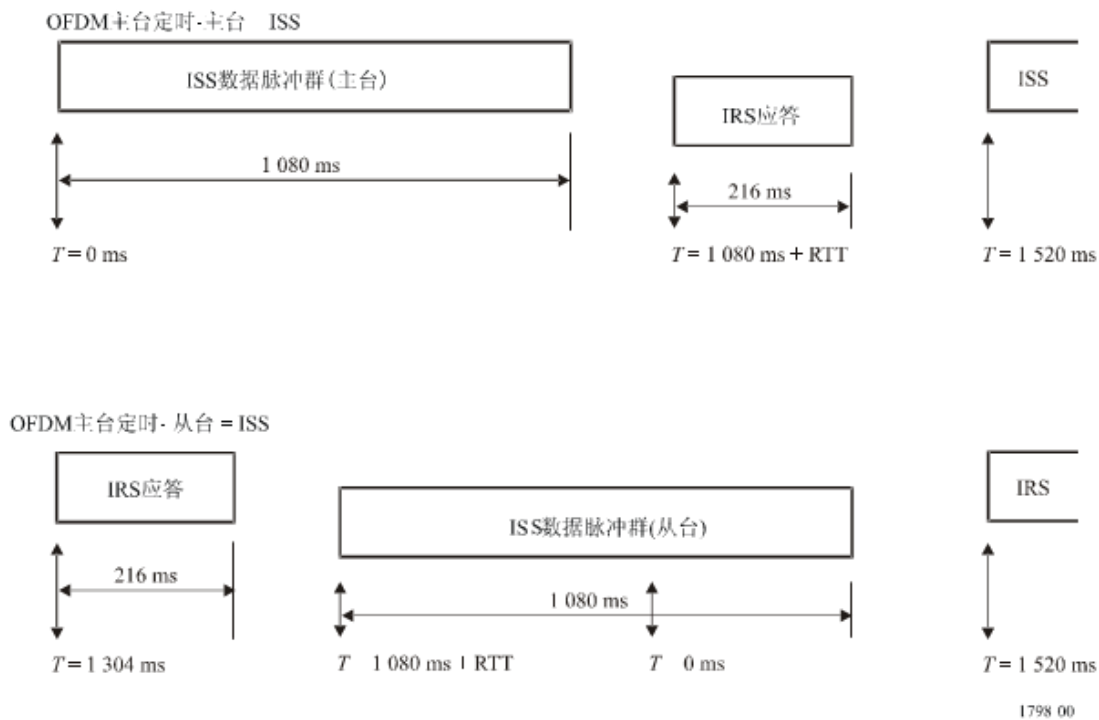 OFDM主台定时-主台 ISS
ISS数据脉冲群(主台)
IRS应答
ISS
1 080 ms
216 ms
T = 0 ms
T = 1 080 ms + RTT
T = 1 520 ms
OFDM主台定时- 从台 = ISS
IRS应答
ISS数据脉冲群(从台)
IRS
216 ms
1 080 ms
T = 1 304 ms
T 1 080 ms I RTT
T 0 ms
T = 1 520 ms
1798 00